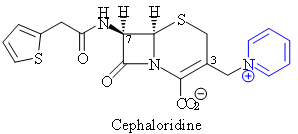 H H H
N S
S O 7 N 3 N
O +
CO2 −
Cephaloridine